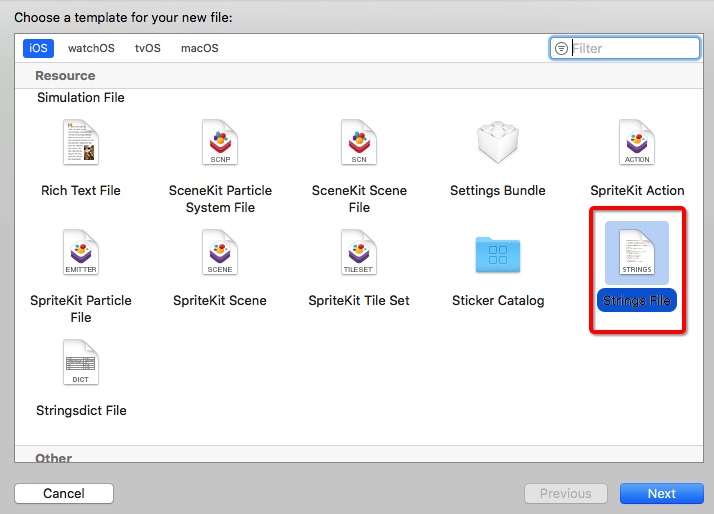 Choose a template for your new file:
iOS watchOS tvOS macOS Filter
Resource
Simulation File
SCNP SCN ACTION
Rich Text File SceneKit Particle System File SceneKit Scene File Settings Bundle SpriteKit Action
EMITTER SCENE TILESET STRINGS
SpriteKit Particle File SpriteKit Scene SpriteKit Tile Set Sticker Catalog Strings File
DICT
Stringsdict File
Other
Cancel Previous Next